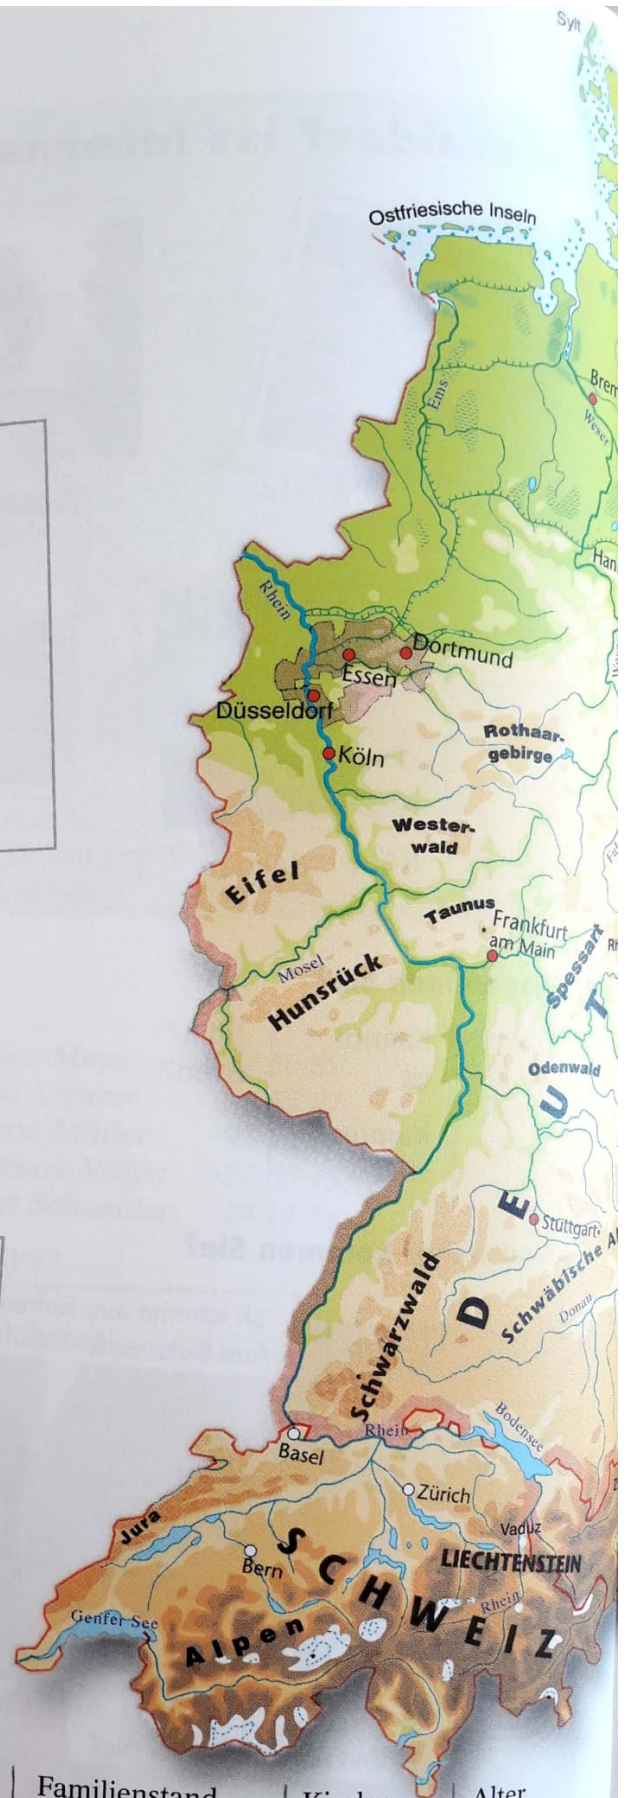 Sylt
Ostfriesische Inseln
Ems
Brem
Weser
Han
Rhein
Dortmund
Essen
Düsseldorf
Rothaar-
gebirge
Köln
Wester-
wald
Eifel
Taunus
Frankfurt
am Main
Mosel
Hunsrück
Spessart
Rh
T
Odenwald
U
E
Stuttgart
Schwäbische Al
Schwarzwald
D
Donau
Rhein
Bodensee
Basel
Zürich
Jura
Vaduz
Bern
LIECHTENSTEIN
SCHWEIZ
Rhein
Genfer See
Alpen
Familienstand
Alter